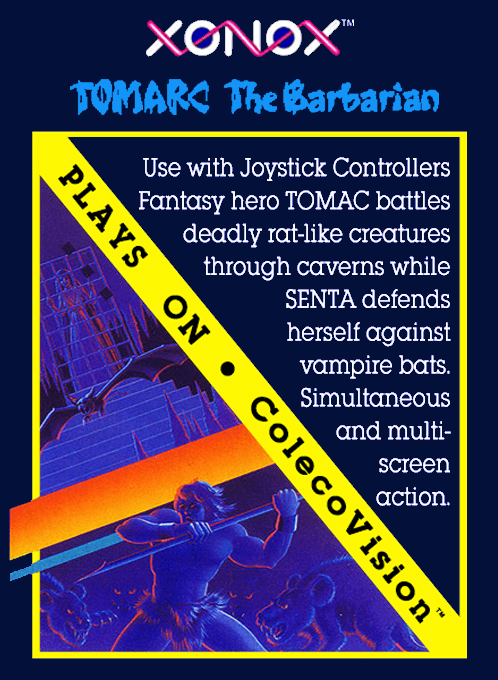 XONOX™
TOMARC The Barbarian
Use with Joystick Controllers
Fantasy hero TOMAC battles
deadly rat-like creatures
through caverns while
SENTA defends
herself against
vampire bats.
Simultaneous
and multi-
screen
action.
PLAYS ON • ColecoVision™